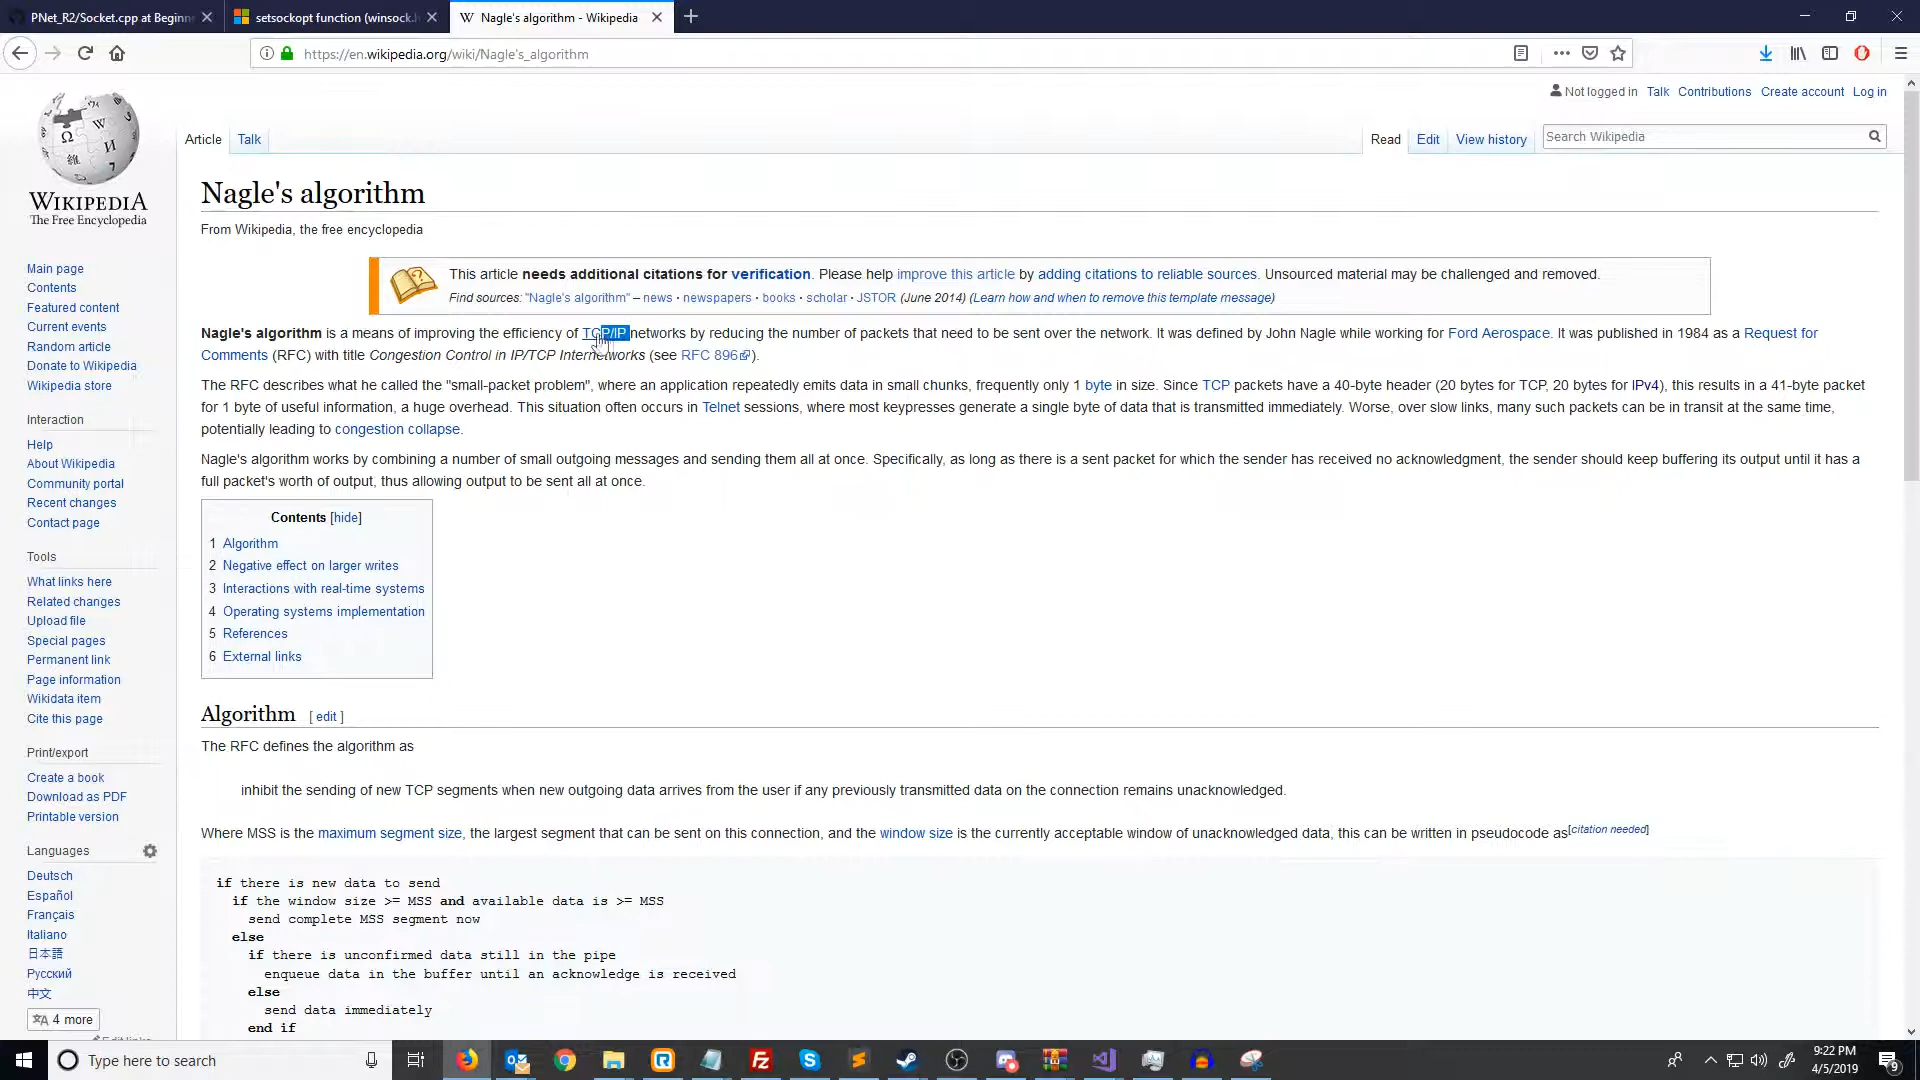 PNet_R2/Socket.cpp at Beginn
setsockopt function (winsock.
Nagle's algorithm - Wikipedia
https://en.wikipedia.org/wiki/Nagle's_algorithm
Not logged in Talk Contributions Create account Log in
Article Talk Read Edit View history Search Wikipedia
WIKIPEDIA
The Free Encyclopedia
Main page
Contents
Featured content
Current events
Random article
Donate to Wikipedia
Wikipedia store
Interaction
Help
About Wikipedia
Community portal
Recent changes
Contact page
Tools
What links here
Related changes
Upload file
Special pages
Permanent link
Page information
Wikidata item
Cite this page
Print/export
Create a book
Download as PDF
Printable version
Languages
Deutsch
Español
Français
Italiano
日本語
Русский
中文
4 more
Edit links
Nagle's algorithm
From Wikipedia, the free encyclopedia
This article needs additional citations for verification. Please help improve this article by adding citations to reliable sources. Unsourced material may be challenged and removed.
Find sources: "Nagle's algorithm" – news · newspapers · books · scholar · JSTOR (June 2014) (Learn how and when to remove this template message)
Nagle's algorithm is a means of improving the efficiency of TCP/IP networks by reducing the number of packets that need to be sent over the network. It was defined by John Nagle while working for Ford Aerospace. It was published in 1984 as a Request for
Comments (RFC) with title Congestion Control in IP/TCP Internetworks (see RFC 896).
The RFC describes what he called the "small-packet problem", where an application repeatedly emits data in small chunks, frequently only 1 byte in size. Since TCP packets have a 40-byte header (20 bytes for TCP, 20 bytes for IPv4), this results in a 41-byte packet
for 1 byte of useful information, a huge overhead. This situation often occurs in Telnet sessions, where most keypresses generate a single byte of data that is transmitted immediately. Worse, over slow links, many such packets can be in transit at the same time,
potentially leading to congestion collapse.
Nagle's algorithm works by combining a number of small outgoing messages and sending them all at once. Specifically, as long as there is a sent packet for which the sender has received no acknowledgment, the sender should keep buffering its output until it has a
full packet's worth of output, thus allowing output to be sent all at once.
Contents [hide]
1 Algorithm
2 Negative effect on larger writes
3 Interactions with real-time systems
4 Operating systems implementation
5 References
6 External links
Algorithm [ edit ]
The RFC defines the algorithm as
inhibit the sending of new TCP segments when new outgoing data arrives from the user if any previously transmitted data on the connection remains unacknowledged.
Where MSS is the maximum segment size, the largest segment that can be sent on this connection, and the window size is the currently acceptable window of unacknowledged data, this can be written in pseudocode as[citation needed]
if there is new data to send
if the window size >= MSS and available data is >= MSS
send complete MSS segment now
else
if there is unconfirmed data still in the pipe
enqueue data in the buffer until an acknowledge is received
else
send data immediately
end if
Type here to search
9:22 PM
4/5/2019
9